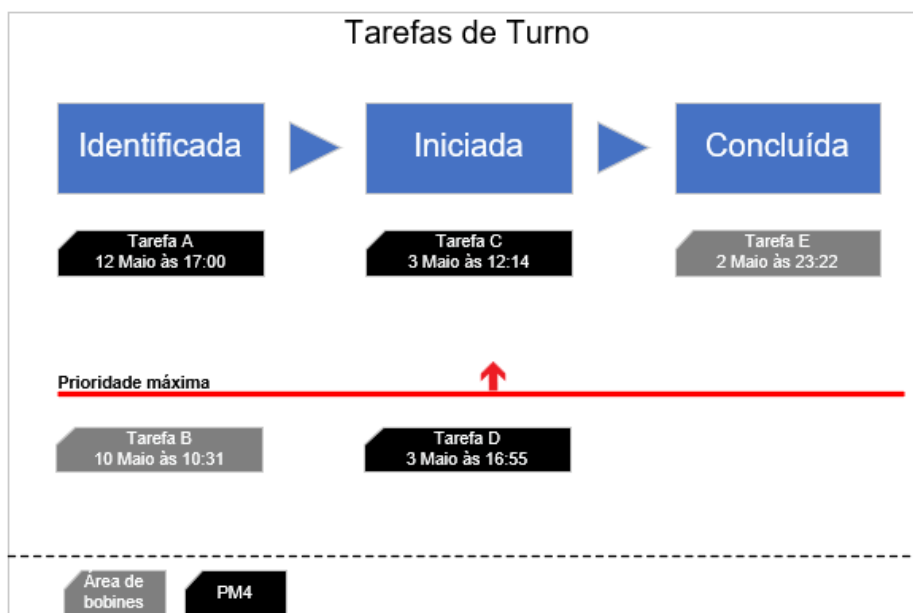 Tarefas de Turno
Identificada
Iniciada
Concluída
Tarefa A
12 Maio às 17:00
Tarefa C
3 Maio às 12:14
Tarefa E
2 Maio às 23:22
Prioridade máxima
Tarefa B
10 Maio às 10:31
Tarefa D
3 Maio às 16:55
Área de
bobines
PM4